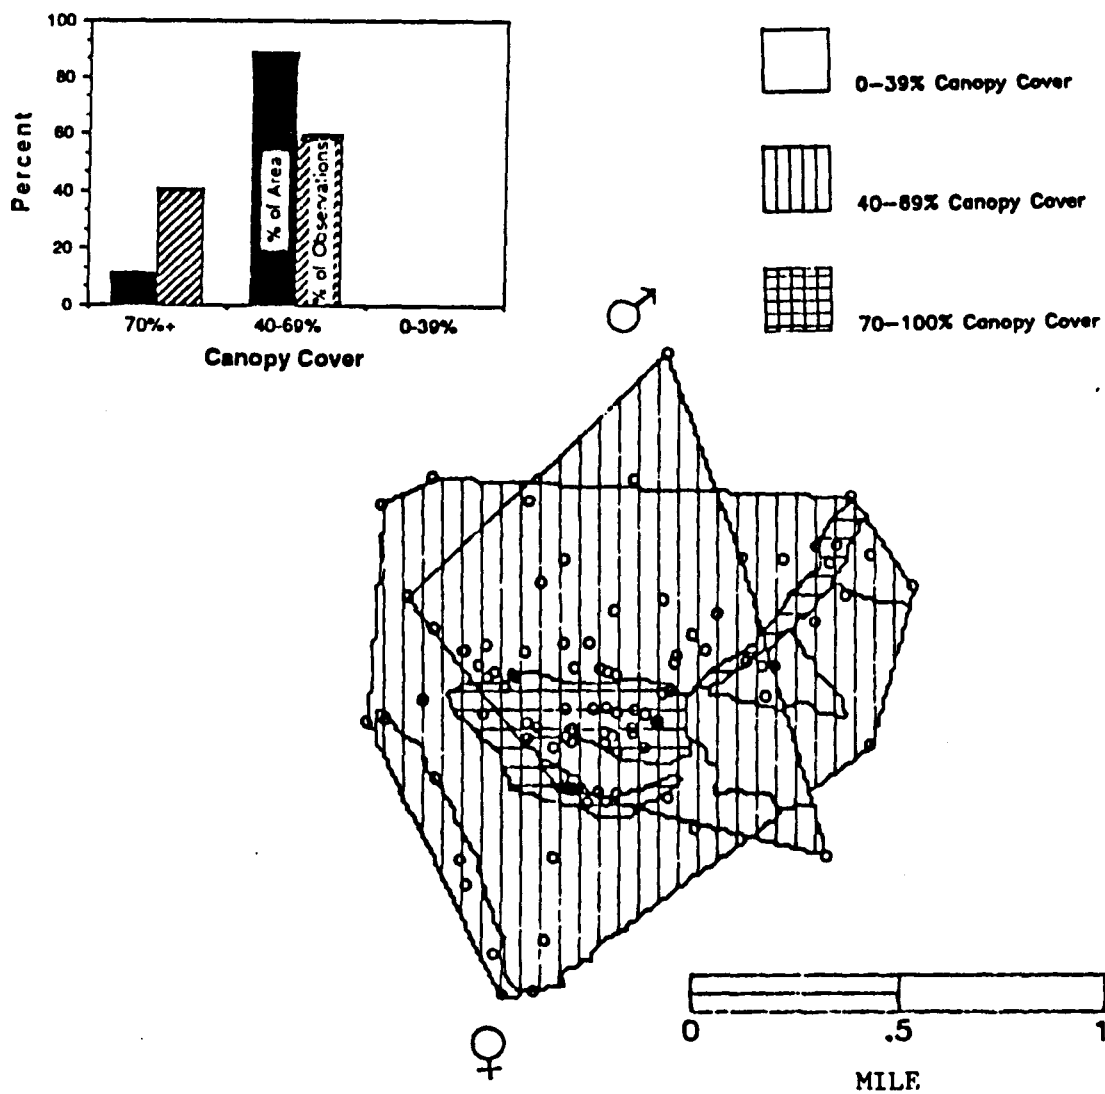 100
80
60
40
20
0
Percent
% of Area
% of Observations
70%+
40-69%
0-39%
Canopy Cover
0-39% Canopy Cover
40-69% Canopy Cover
70-100% Canopy Cover
♂
♀
0
.5
1
MILE